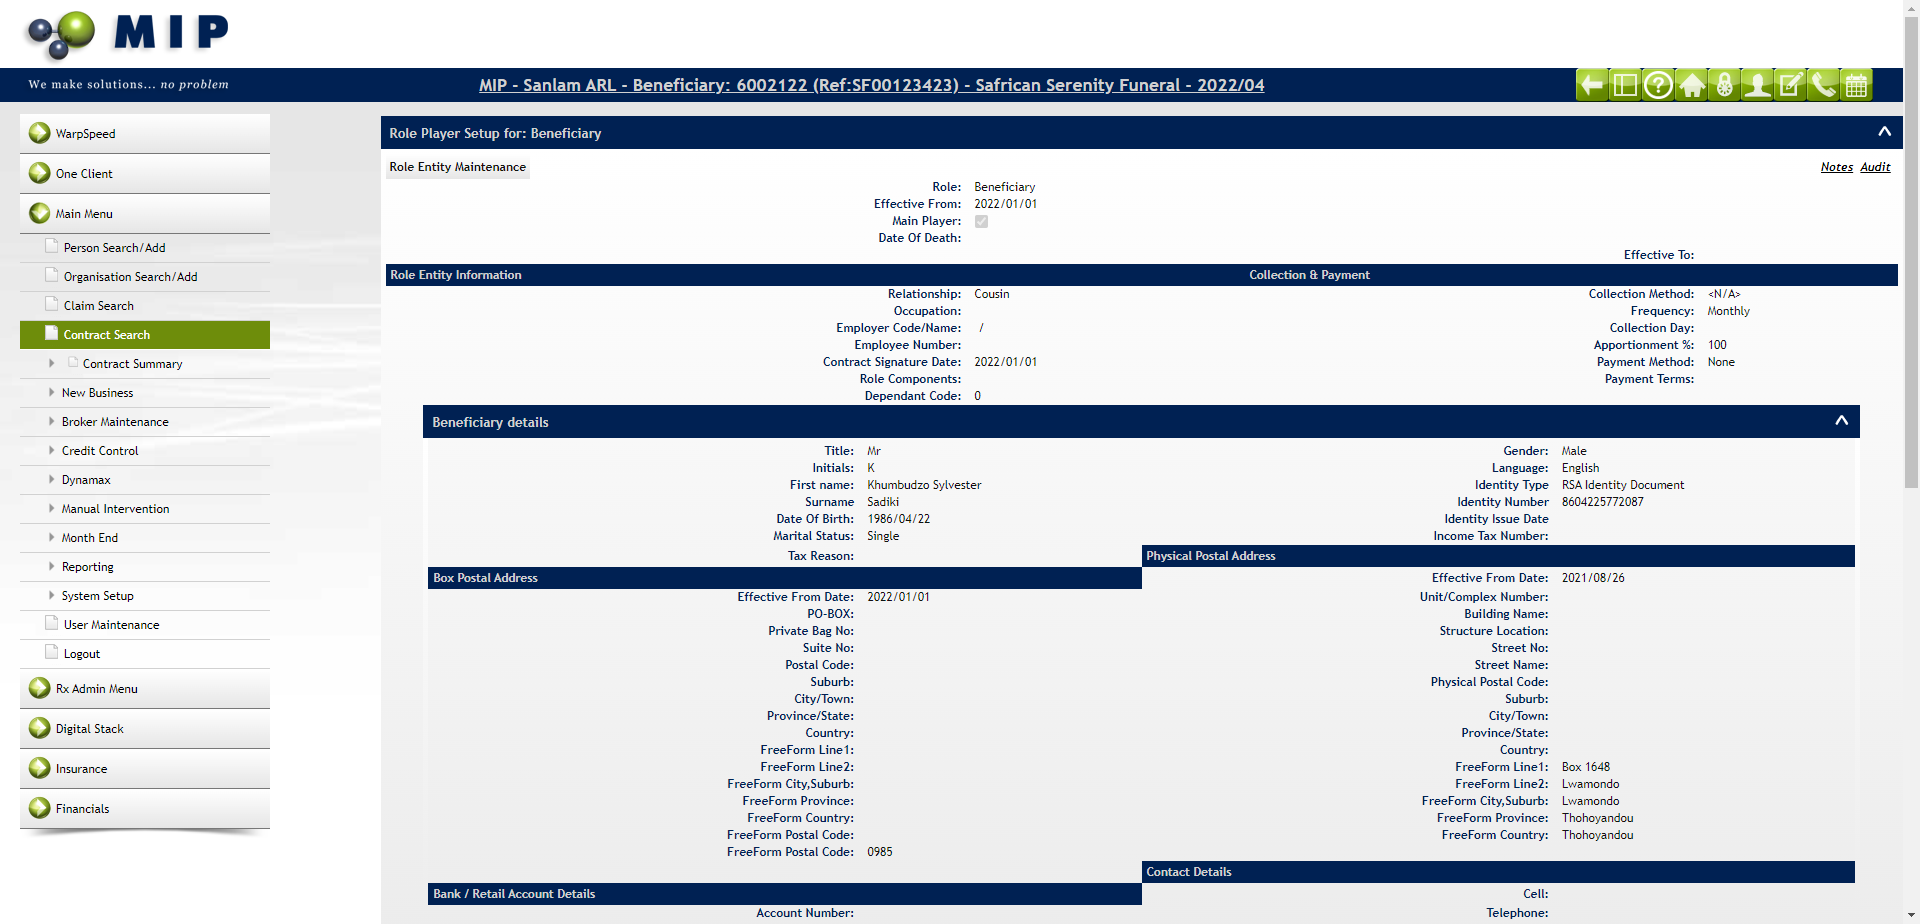 MIP
We make solutions... no problem
MIP - Sanlam ARL - Beneficiary: 6002122 (Ref:SF00123423) - Safrican Serenity Funeral - 2022/04
WarpSpeed
One Client
Main Menu
Person Search/Add
Organisation Search/Add
Claim Search
Contract Search
Contract Summary
New Business
Broker Maintenance
Credit Control
Dynamax
Manual Intervention
Month End
Reporting
System Setup
User Maintenance
Logout
Rx Admin Menu
Digital Stack
Insurance
Financials
Role Player Setup for: Beneficiary
Role Entity Maintenance
Notes Audit
Role: Beneficiary
Effective From: 2022/01/01
Main Player:
Date Of Death:
Effective To:
Role Entity Information
Relationship: Cousin
Occupation:
Employer Code/Name: /
Employee Number:
Contract Signature Date: 2022/01/01
Role Components:
Dependant Code: 0
Collection & Payment
Collection Method: <N/A>
Frequency: Monthly
Collection Day:
Apportionment %: 100
Payment Method: None
Payment Terms:
Beneficiary details
Title: Mr
Initials: K
First name: Khumbudzo Sylvester
Surname Sadiki
Date Of Birth: 1986/04/22
Marital Status: Single
Tax Reason:
Gender: Male
Language: English
Identity Type RSA Identity Document
Identity Number 8604225772087
Identity Issue Date
Income Tax Number:
Box Postal Address
Effective From Date: 2022/01/01
PO-BOX:
Private Bag No:
Suite No:
Postal Code:
Suburb:
City/Town:
Province/State:
Country:
FreeForm Line1:
FreeForm Line2:
FreeForm City,Suburb:
FreeForm Province:
FreeForm Country:
FreeForm Postal Code:
FreeForm Postal Code: 0985
Physical Postal Address
Effective From Date: 2021/08/26
Unit/Complex Number:
Building Name:
Structure Location:
Street No:
Street Name:
Physical Postal Code:
Suburb:
City/Town:
Province/State:
Country:
FreeForm Line1: Box 1648
FreeForm Line2: Lwamondo
FreeForm City,Suburb: Lwamondo
FreeForm Province: Thohoyandou
FreeForm Country: Thohoyandou
Bank / Retail Account Details
Account Number:
Contact Details
Cell:
Telephone: